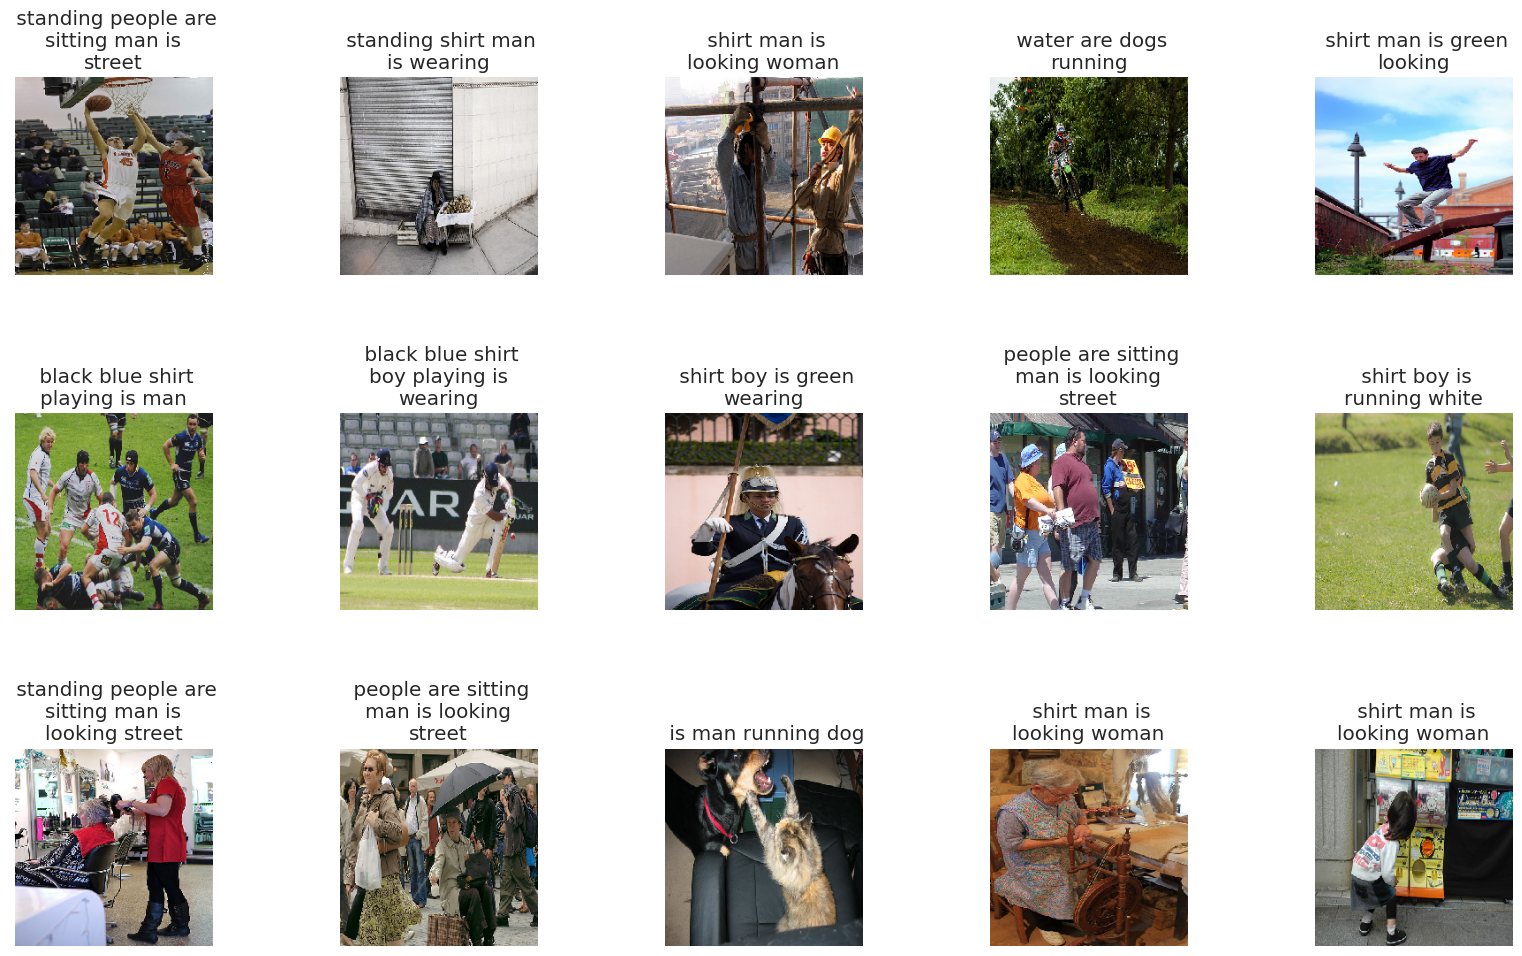 standing people are
sitting man is
street
standing shirt man
is wearing
shirt man is
looking woman
water are dogs
running
shirt man is green
looking
45
black blue shirt
playing is man
black blue shirt
boy playing is
wearing
shirt boy is green
wearing
people are sitting
man is looking
street
shirt boy is
running white
12
GUAR
JAGUAR
standing people are
sitting man is
looking street
people are sitting
man is looking
street
is man running dog
shirt man is
looking woman
shirt man is
looking woman